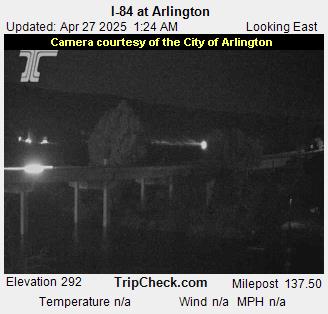 I-84 at Arlington
Updated: Apr 27 2025 1:24 AM Looking East
Camera courtesy of the City of Arlington
Elevation 292 TripCheck.com Milepost 137.50
Temperature n/a Wind n/a MPH n/a